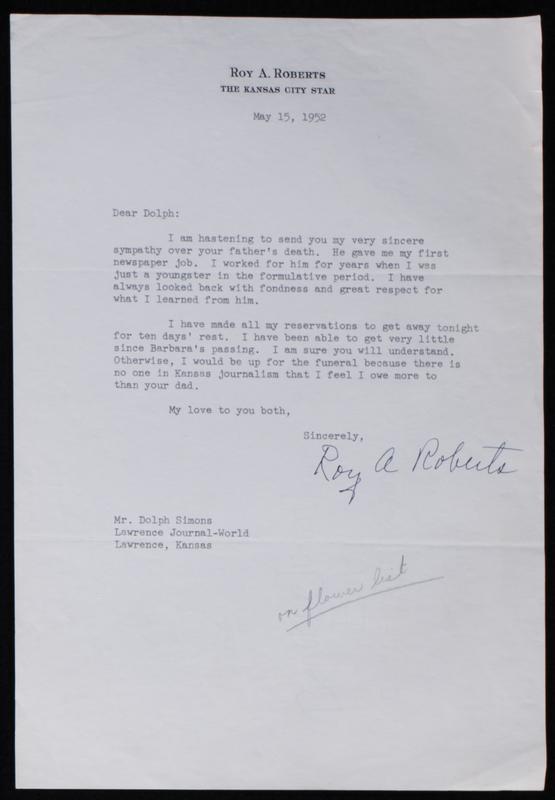 ROY A. ROBERTS
THE KANSAS CITY STAR
May 15, 1952
Dear Dolph:
I am hastening to send you my very sincere
sympathy over your father's death. He gave me my first
newspaper job. I worked for him for years when I was
just a youngster in the formulative period. I have
always looked back with fondness and great respect for
what I learned from him.
I have made all my reservations to get away tonight
for ten days' rest. I have been able to get very little
since Barbara's passing. I am sure you will understand.
Otherwise, I would be up for the funeral because there is
no one in Kansas journalism that I feel I owe more to
than your dad.
My love to you both,
Sincerely,
Roy A Roberts
Mr. Dolph Simons
Lawrence Journal-World
Lawrence, Kansas
on flower list